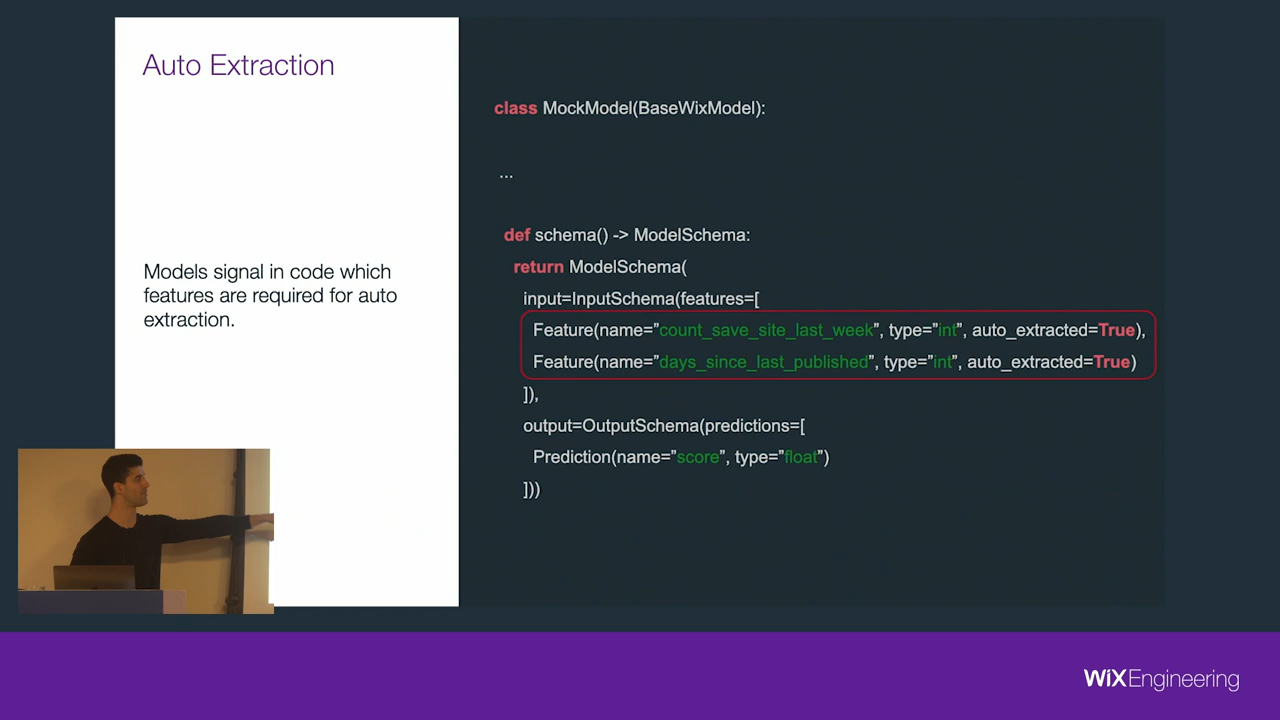 Auto Extraction
Models signal in code which
features are required for auto
extraction.
class MockModel(BaseWixModel):
...
def schema() -> ModelSchema:
return ModelSchema(
input=InputSchema(features=[
Feature(name="count_save_site_last_week", type="int", auto_extracted=True),
Feature(name="days_since_last_published", type="int", auto_extracted=True)
]),
output=OutputSchema(predictions=[
Prediction(name="score", type="float")
]))
WiXEngineering